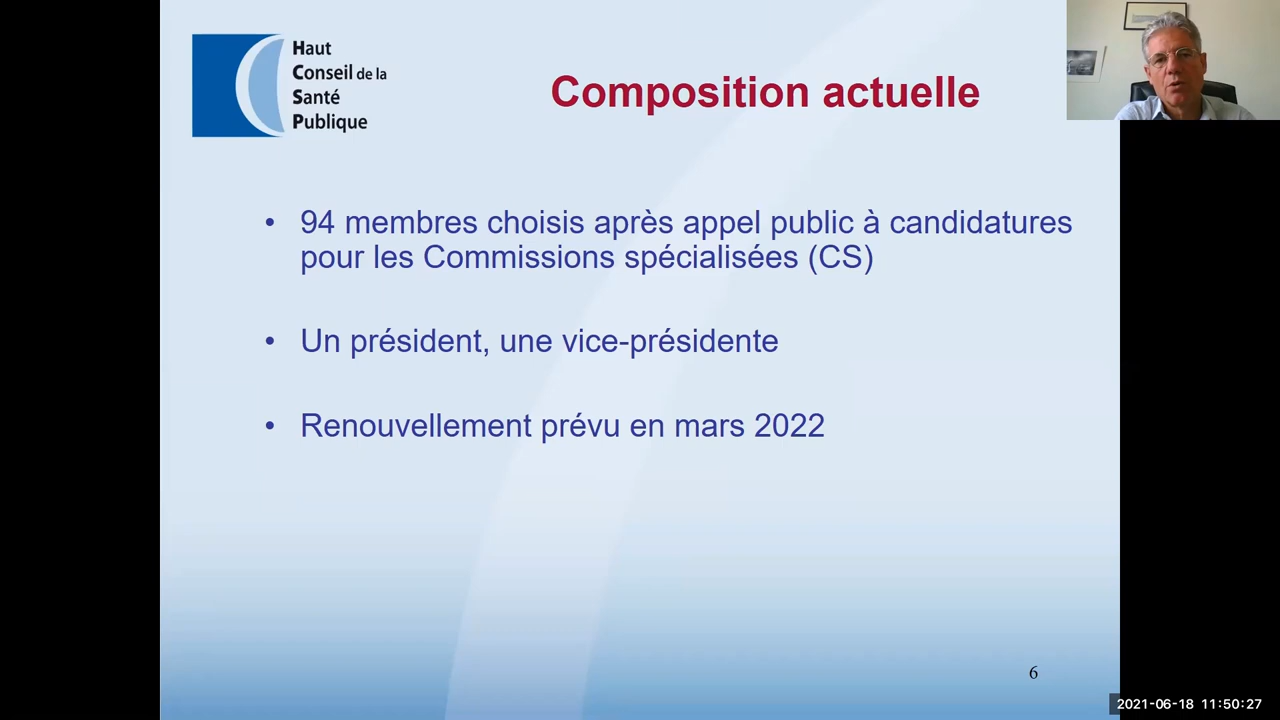 Haut
Conseil de la
Santé
Publique
Composition actuelle
• 94 membres choisis après appel public à candidatures
pour les Commissions spécialisées (CS)
• Un président, une vice-présidente
• Renouvellement prévu en mars 2022
6
2021-06-18 11:50:27